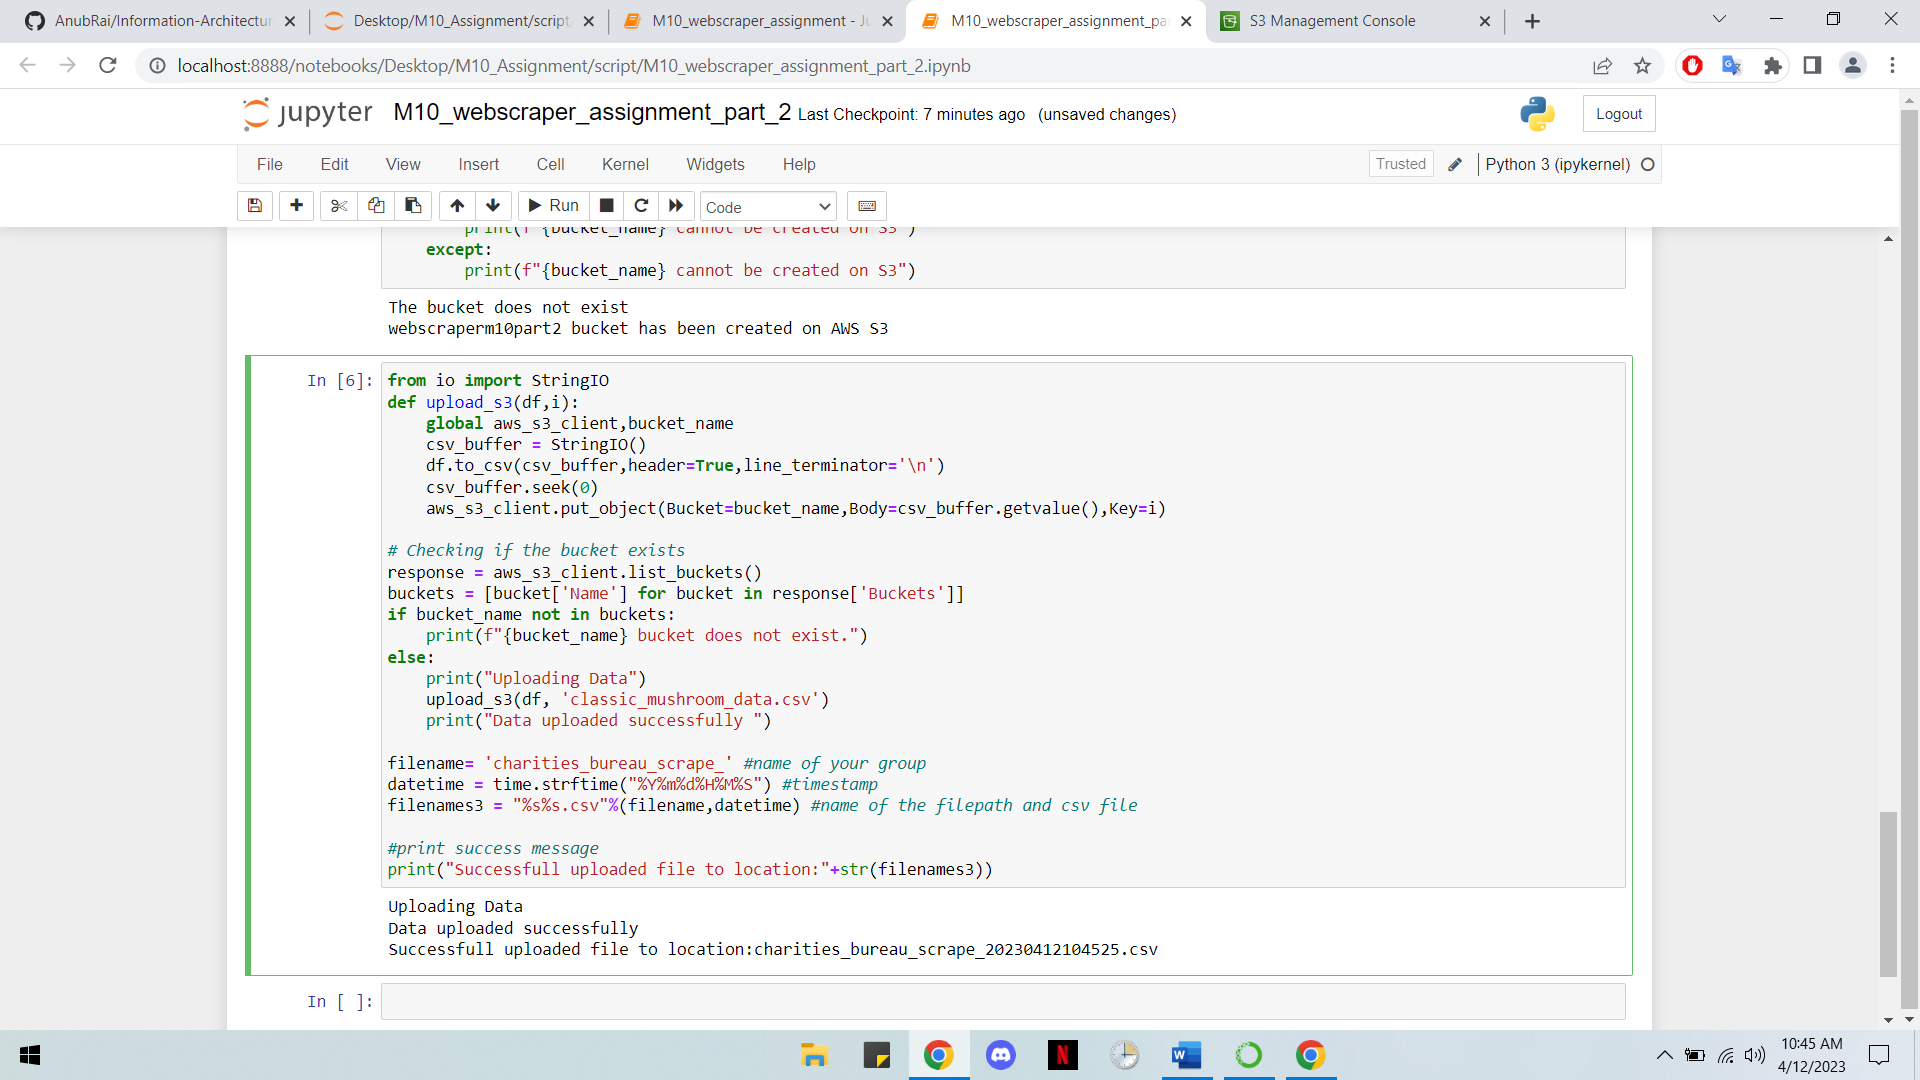 AnubRai/Information-Architectur
Desktop/M10_Assignment/script
M10_webscraper_assignment - Ju
M10_webscraper_assignment_pa
S3 Management Console
localhost:8888/notebooks/Desktop/M10_Assignment/script/M10_webscraper_assignment_part_2.ipynb
jupyter M10_webscraper_assignment_part_2 Last Checkpoint: 7 minutes ago (unsaved changes)
Logout
File Edit View Insert Cell Kernel Widgets Help
Trusted
Python 3 (ipykernel)
Run
Code
print(f"{bucket_name} cannot be created on S3")
except:
print(f"{bucket_name} cannot be created on S3")
The bucket does not exist
webscraperm10part2 bucket has been created on AWS S3
In [6]:
from io import StringIO
def upload_s3(df,i):
global aws_s3_client,bucket_name
csv_buffer = StringIO()
df.to_csv(csv_buffer,header=True,line_terminator='\n')
csv_buffer.seek(0)
aws_s3_client.put_object(Bucket=bucket_name,Body=csv_buffer.getvalue(),Key=i)
# Checking if the bucket exists
response = aws_s3_client.list_buckets()
buckets = [bucket['Name'] for bucket in response['Buckets']]
if bucket_name not in buckets:
print(f"{bucket_name} bucket does not exist.")
else:
print("Uploading Data")
upload_s3(df, 'classic_mushroom_data.csv')
print("Data uploaded successfully ")
filename= 'charities_bureau_scrape_' #name of your group
datetime = time.strftime("%Y%m%d%H%M%S") #timestamp
filenames3 = "%s%s.csv"%(filename,datetime) #name of the filepath and csv file
#print success message
print("Successfull uploaded file to location:"+str(filenames3))
Uploading Data
Data uploaded successfully
Successfull uploaded file to location:charities_bureau_scrape_20230412104525.csv
In [ ]:
10:45 AM
4/12/2023